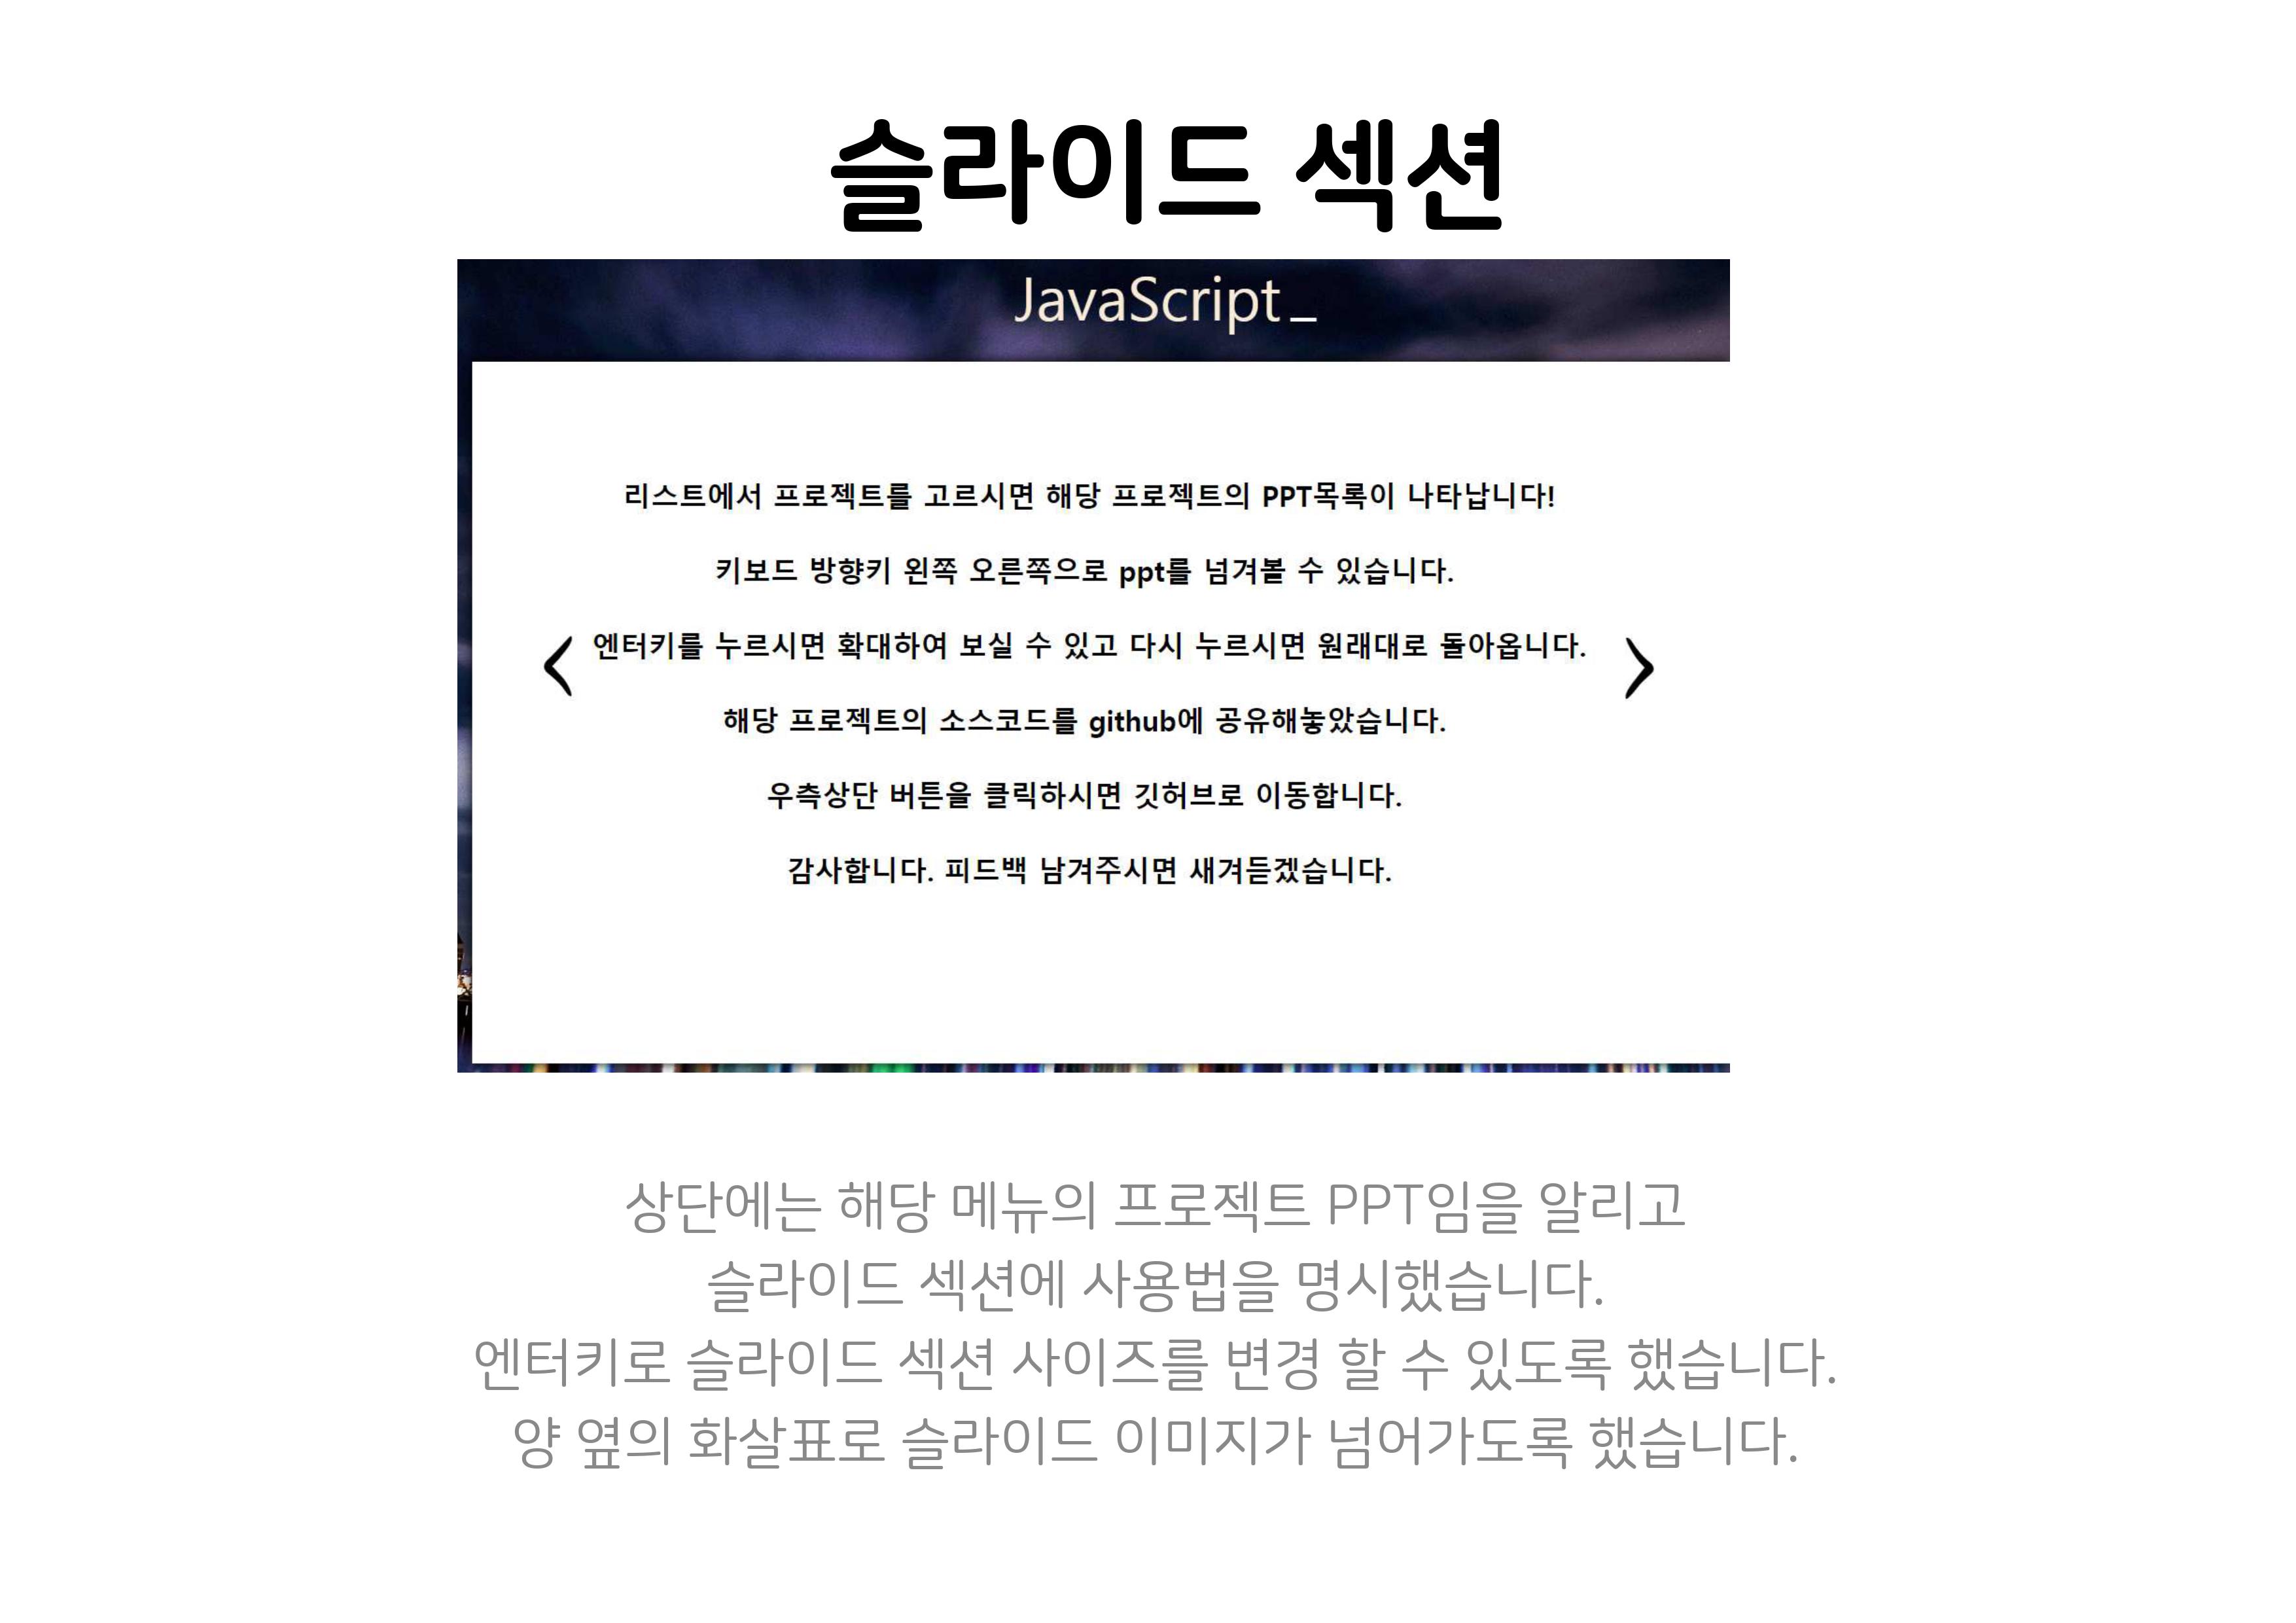 슬라이드 섹션
JavaScript_
리스트에서 프로젝트를 고르시면 해당 프로젝트의 PPT목록이 나타납니다!
키보드 방향키 왼쪽 오른쪽으로 ppt를 넘겨볼 수 있습니다.
엔터키를 누르시면 확대하여 보실 수 있고 다시 누르시면 원래대로 돌아옵니다.
해당 프로젝트의 소스코드를 github에 공유해놓았습니다.
우측상단 버튼을 클릭하시면 깃허브로 이동합니다.
감사합니다. 피드백 남겨주시면 새겨듣겠습니다.
상단에는 해당 메뉴의 프로젝트 PPT임을 알리고
슬라이드 섹션에 사용법을 명시했습니다.
엔터키로 슬라이드 섹션 사이즈를 변경 할 수 있도록 했습니다.
양 옆의 화살표로 슬라이드 이미지가 넘어가도록 했습니다.